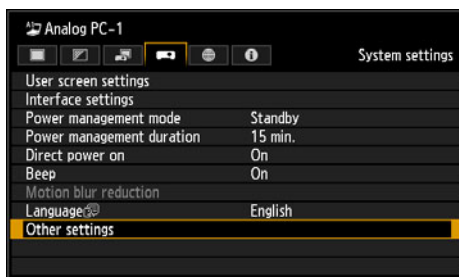 Analog PC-1
System settings
User screen settings
Interface settings
Power management mode Standby
Power management duration 15 min.
Direct power on On
Beep On
Motion blur reduction
Language English
Other settings